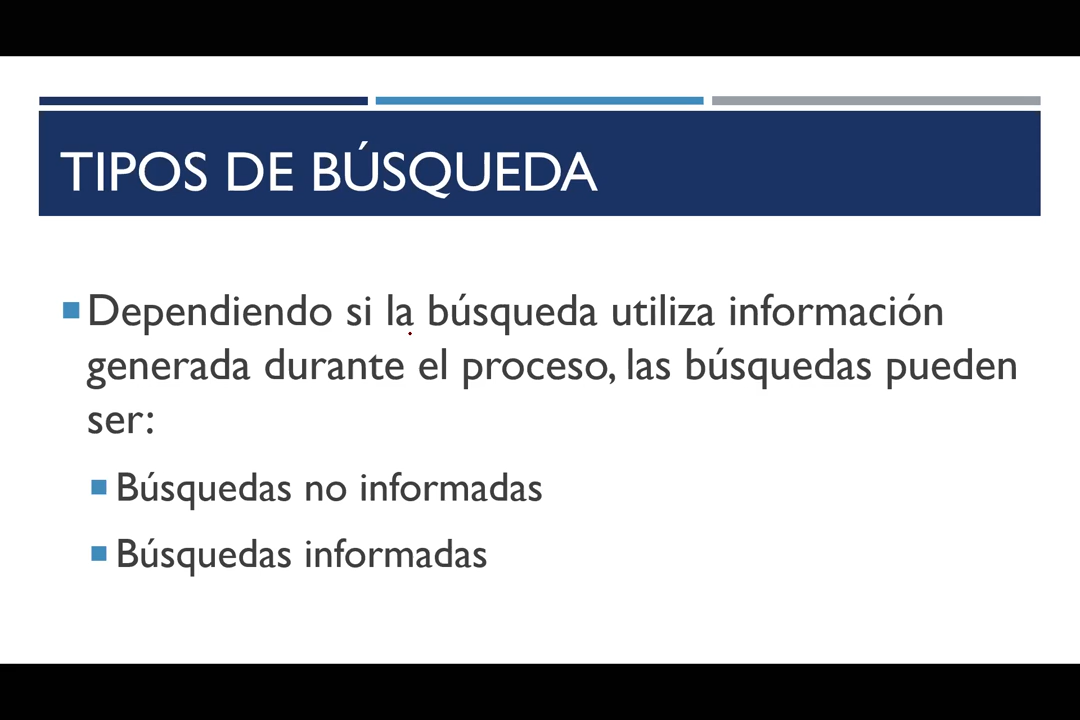 TIPOS DE BÚSQUEDA
Dependiendo si la búsqueda utiliza información
generada durante el proceso, las búsquedas pueden
ser:
Búsquedas no informadas
Búsquedas informadas